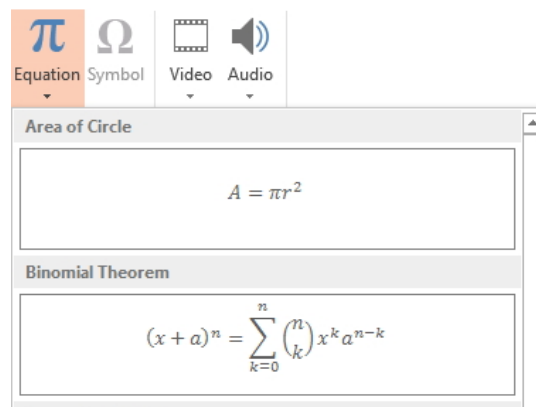 π Ω
Equation Symbol Video Audio
Area of Circle
A = πr²
Binomial Theorem
(x + a)ⁿ = ∑ₖ₌₀ⁿ (ⁿₖ) xᵏaⁿ⁻ᵏ